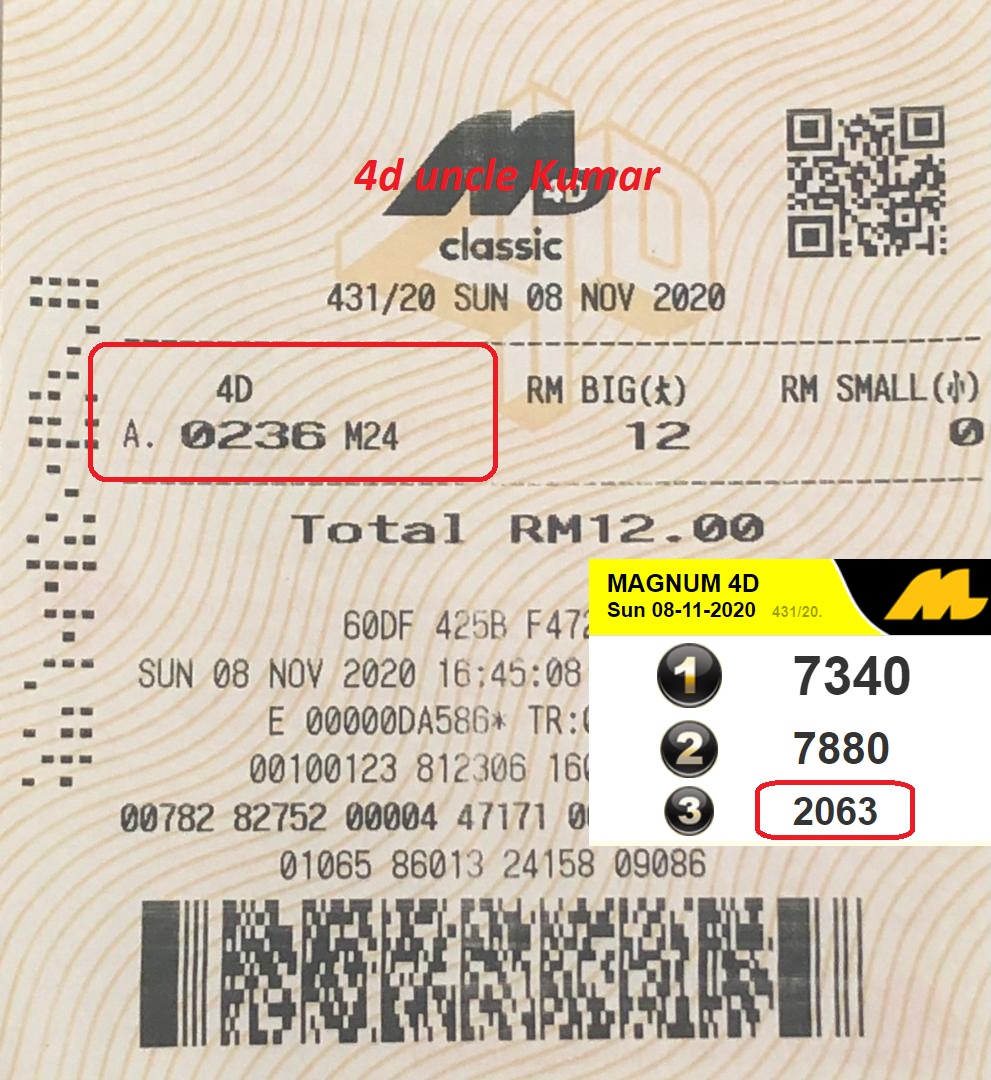 M4D
4d uncle Kumar
classic
431/20 SUN 08 NOV 2020
4D RM BIG(大) RM SMALL(小)
A. 0236 M24 12 0
Total RM12.00
60DF 425B
SUN 08 NOV 2020 16:45:08
E 00000DA586* TR:
00100123 812306
00782 82752 00004 47171
01065 86013 24158 09086
MAGNUM 4D
Sun 08-11-2020 431/20.
1 7340
2 7880
3 2063